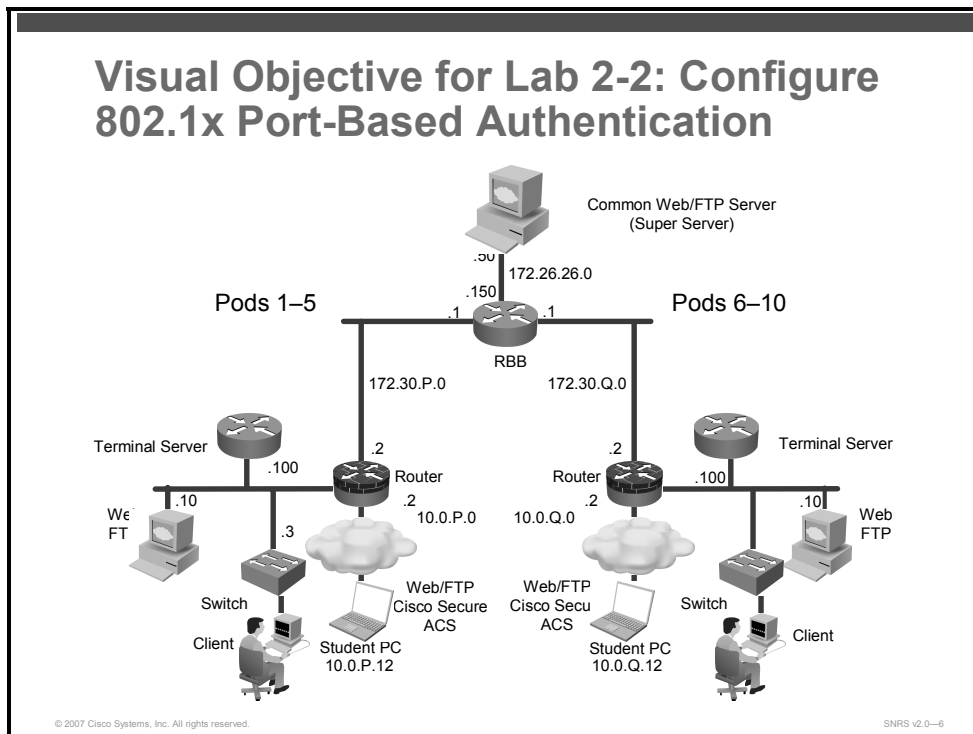 Visual Objective for Lab 2-2: Configure
802.1x Port-Based Authentication
Common Web/FTP Server
(Super Server)
.50
172.26.26.0
.150
Pods 1–5
Pods 6–10
.1
.1
RBB
172.30.P.0
172.30.Q.0
Terminal Server
Terminal Server
.2
.2
.100
Router
Router
.100
.10
.2
.2
.10
10.0.P.0
10.0.Q.0
We
FT
Web
FTP
.3
Switch
Web/FTP
Cisco Secure
ACS
Web/FTP
Cisco Secu
ACS
Switch
Client
Student PC
10.0.P.12
Student PC
10.0.Q.12
Client
© 2007 Cisco Systems, Inc. All rights reserved.
SNRS v2.0—6